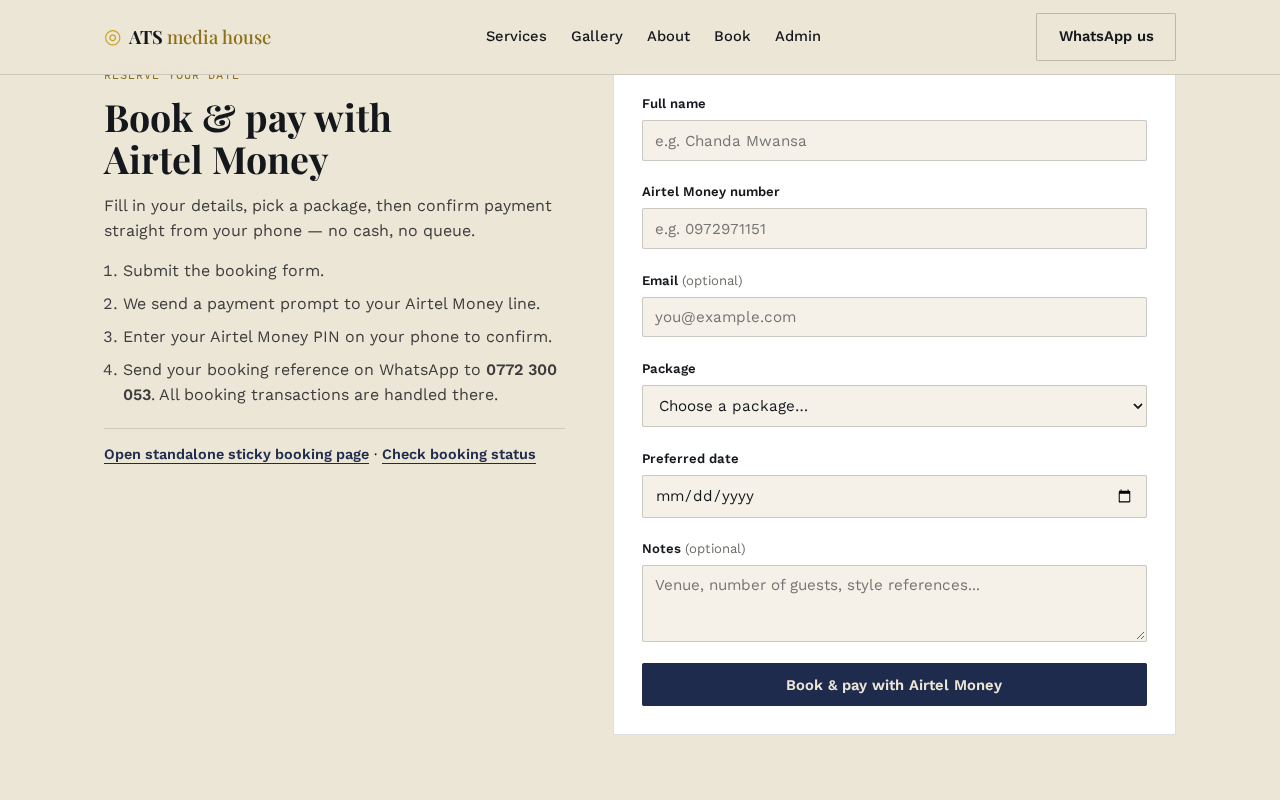 ATS media house
Services
Gallery
About
Book
Admin
WhatsApp us
RESERVE YOUR DATE
Book & pay with
Airtel Money
Fill in your details, pick a package, then confirm payment
straight from your phone — no cash, no queue.
1. Submit the booking form.
2. We send a payment prompt to your Airtel Money line.
3. Enter your Airtel Money PIN on your phone to confirm.
4. Send your booking reference on WhatsApp to 0772 300
053. All booking transactions are handled there.
Open standalone sticky booking page · Check booking status
Full name
e.g. Chanda Mwansa
Airtel Money number
e.g. 0972971151
Email (optional)
you@example.com
Package
Choose a package...
Preferred date
mm/dd/yyyy
Notes (optional)
Venue, number of guests, style references...
Book & pay with Airtel Money